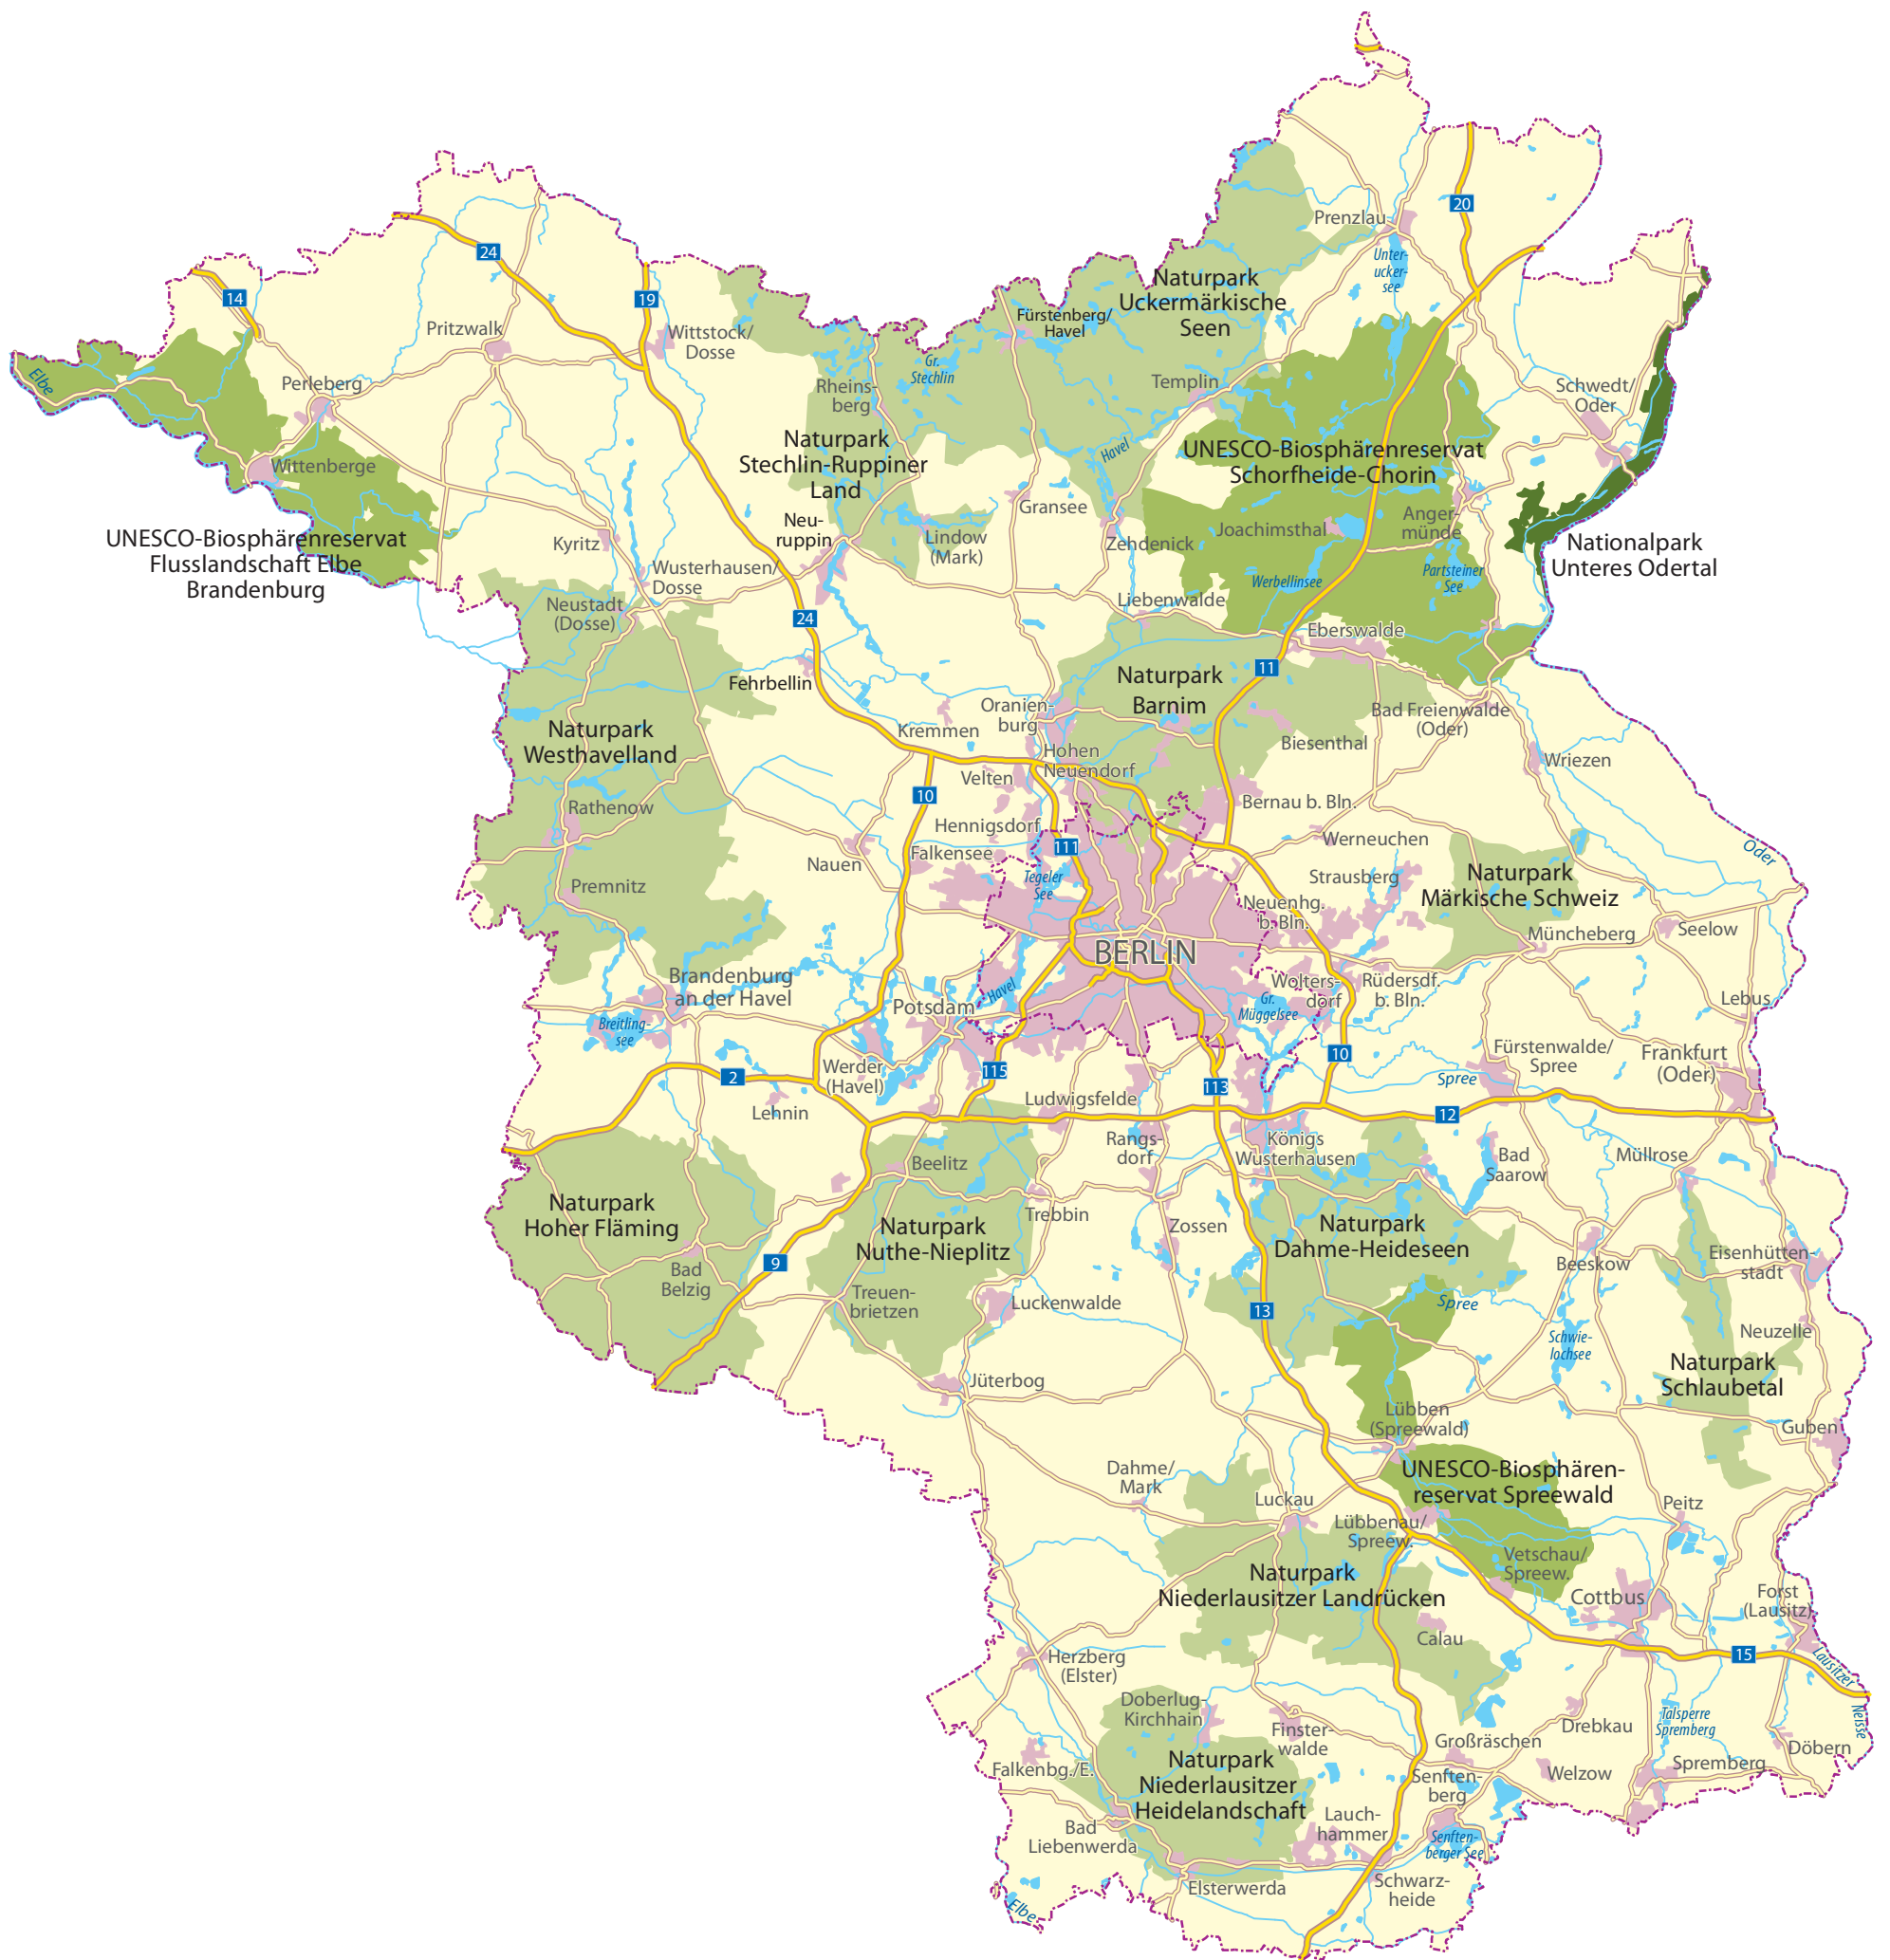 20
24
14
19
Prenzlau
Unter-
ucker-
see
Naturpark
Uckermärkische
Seen
Fürstenberg/
Havel
Pritzwalk
Wittstock/
Dosse
Elbe
Perleberg
Rheins-
berg
Gr.
Stechlin
Templin
Schwedt/
Oder
Wittenberge
Naturpark
Stechlin-Ruppiner
Land
Havel
UNESCO-Biosphärenreservat
Schorfheide-Chorin
UNESCO-Biosphärenreservat
Flusslandschaft Elbe
Brandenburg
Kyritz
Neu-
ruppin
Lindow
(Mark)
Gransee
Zehdenick
Joachimsthal
Anger-
münde
Nationalpark
Unteres Odertal
Wusterhausen/
Dosse
Werbellinsee
Partsteiner
See
Neustadt
(Dosse)
24
Liebenwalde
Eberswalde
11
Fehrbellin
Naturpark
Barnim
Naturpark
Westhavelland
Oranien-
burg
Kremmen
Bad Freienwalde
(Oder)
Biesenthal
Wriezen
Hohen
Neuendorf
Velten
10
Rathenow
Bernau b. Bln.
Hennigsdorf
111
Werneuchen
Nauen
Falkensee
Tegeler
See
Strausberg
Naturpark
Märkische Schweiz
Oder
Premnitz
Neuenhg.
b. Bln.
BERLIN
Müncheberg
Seelow
Brandenburg
an der Havel
Potsdam
Havel
Wolters-
dorf
Rüdersdf.
b. Bln.
Gr.
Müggelsee
Lebus
Breitling-
see
10
Fürstenwalde/
Spree
Frankfurt
(Oder)
2
Werder
(Havel)
115
113
Spree
Lehnin
Ludwigsfelde
12
Rangs-
dorf
Königs
Wusterhausen
Bad
Saarow
Müllrose
Beelitz
Naturpark
Hoher Fläming
Naturpark
Nuthe-Nieplitz
Trebbin
Zossen
Naturpark
Dahme-Heideseen
Beeskow
Eisenhütten-
stadt
9
Bad
Belzig
Treuen-
brietzen
Luckenwalde
13
Spree
Schwie-
lochsee
Neuzelle
Naturpark
Schlaubetal
Jüterbog
Lübben
(Spreewald)
Guben
Dahme/
Mark
UNESCO-Biosphären-
reservat Spreewald
Luckau
Peitz
Lübbenau/
Spreew.
Vetschau/
Spreew.
Naturpark
Niederlausitzer Landrücken
Cottbus
Forst
(Lausitz)
Calau
15
Herzberg
(Elster)
Lausitzer
Neisse
Doberlug-
Kirchhain
Finster-
walde
Drebkau
Talsperre
Spremberg
Großräschen
Döbern
Falkenbg./E.
Naturpark
Niederlausitzer
Heidelandschaft
Senften-
berg
Welzow
Spremberg
Bad
Liebenwerda
Lauch-
hammer
Senften-
berger See
Elsterwerda
Schwarz-
heide
Elbe